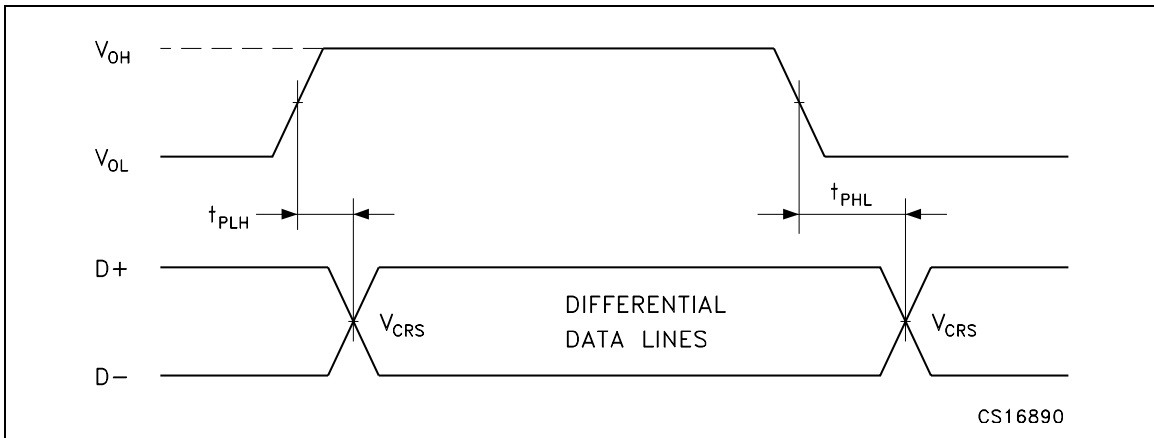 VOH
VOL
tPLH
tPHL
D+
VCRS
DIFFERENTIAL
DATA LINES
VCRS
D−
CS16890